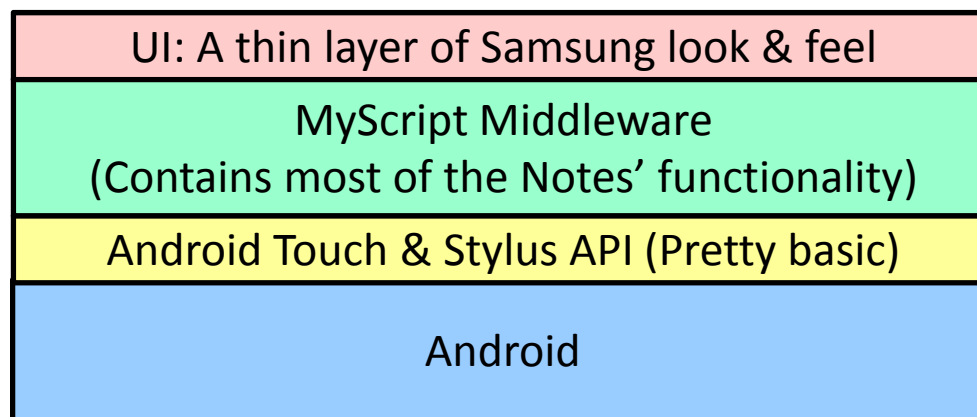 UI: A thin layer of Samsung look & feel
MyScript Middleware
(Contains most of the Notes’ functionality)
Android Touch & Stylus API (Pretty basic)
Android